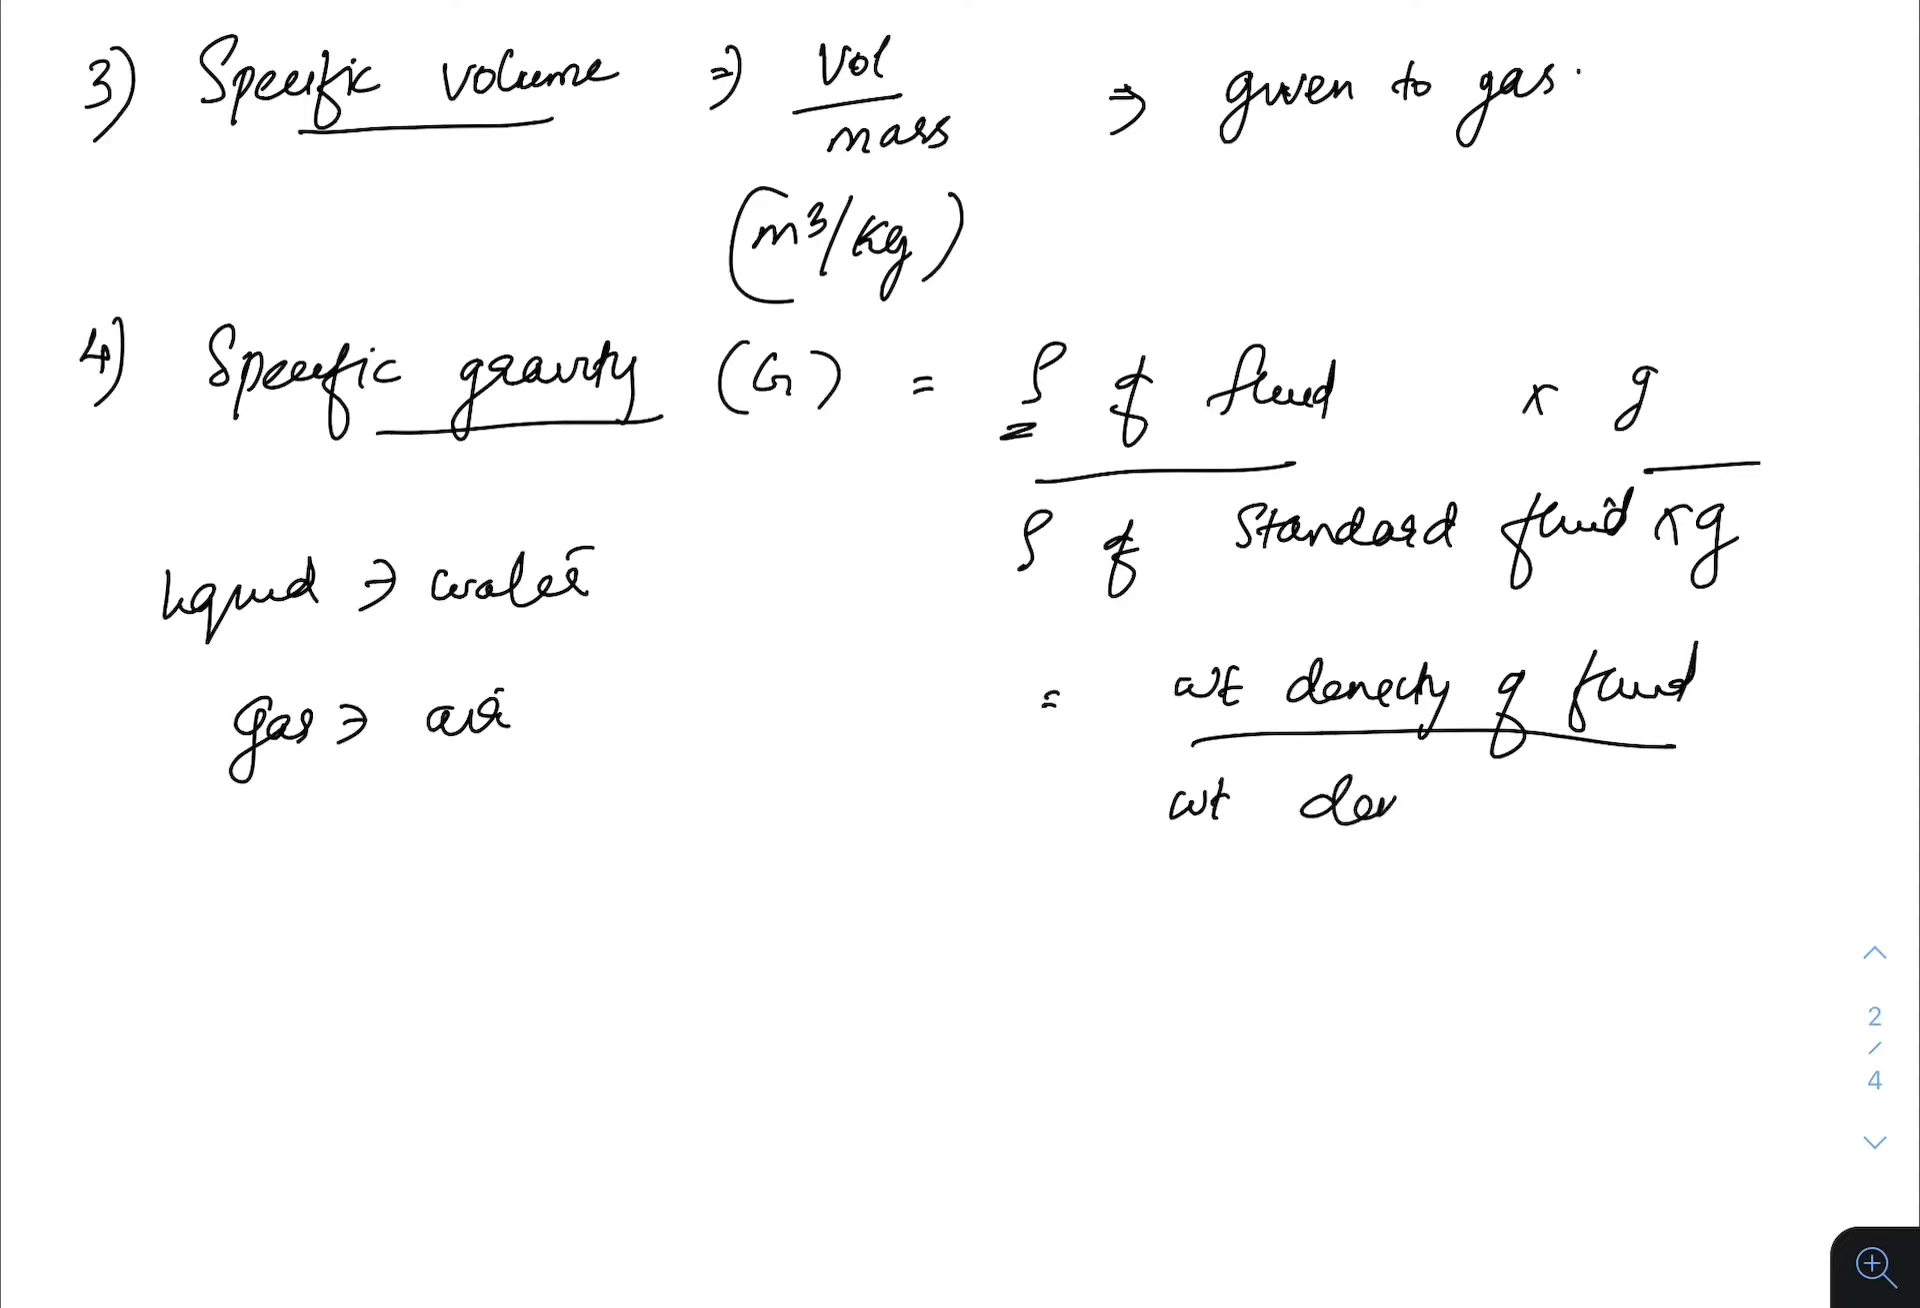 3) Specific volume ⇒ Vol / mass ⇒ given to gas.
(m³/kg)
4) Specific gravity (G) = ρ of fluid × g
ρ of Standard fluid × g
liquid ⇒ water
= wt density of fluid
gas ⇒ air
wt den
2
/
4